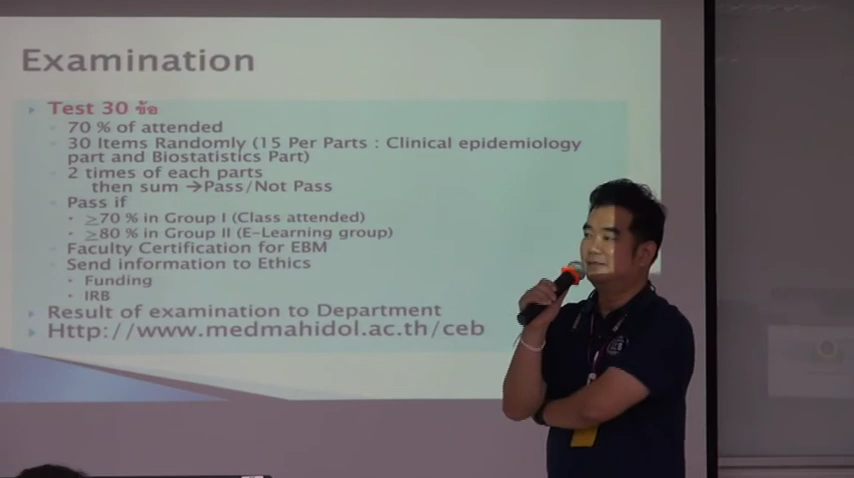 Examination
Test 30 ข้อ
70 % of attended
30 Items Randomly (15 Per Parts : Clinical epidemiology
part and Biostatistics Part)
2 times of each parts
then sum →Pass/Not Pass
Pass if
≥70 % in Group I (Class attended)
≥80 % in Group II (E-Learning group)
Faculty Certification for EBM
Send information to Ethics
Funding
IRB
Result of examination to Department
Http://www.medmahidol.ac.th/ceb